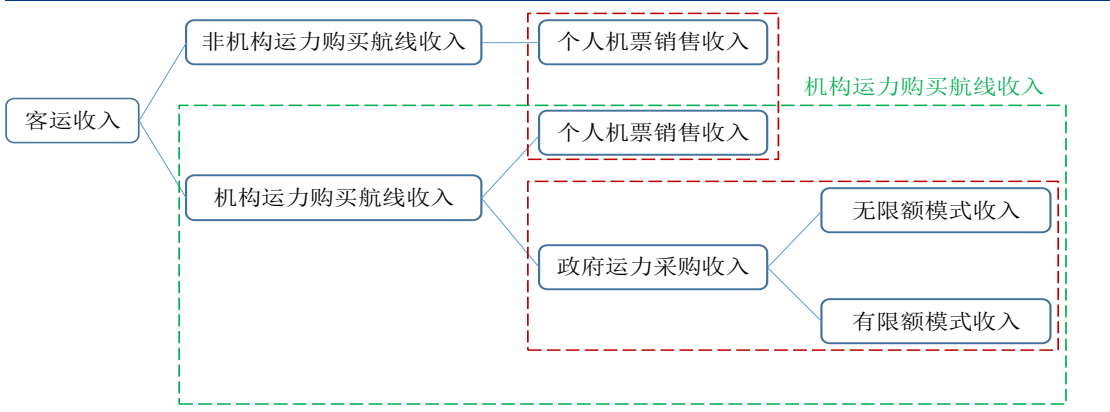 非机构运力购买航线收入
个人机票销售收入
机构运力购买航线收入
客运收入
个人机票销售收入
机构运力购买航线收入
无限额模式收入
政府运力采购收入
有限额模式收入